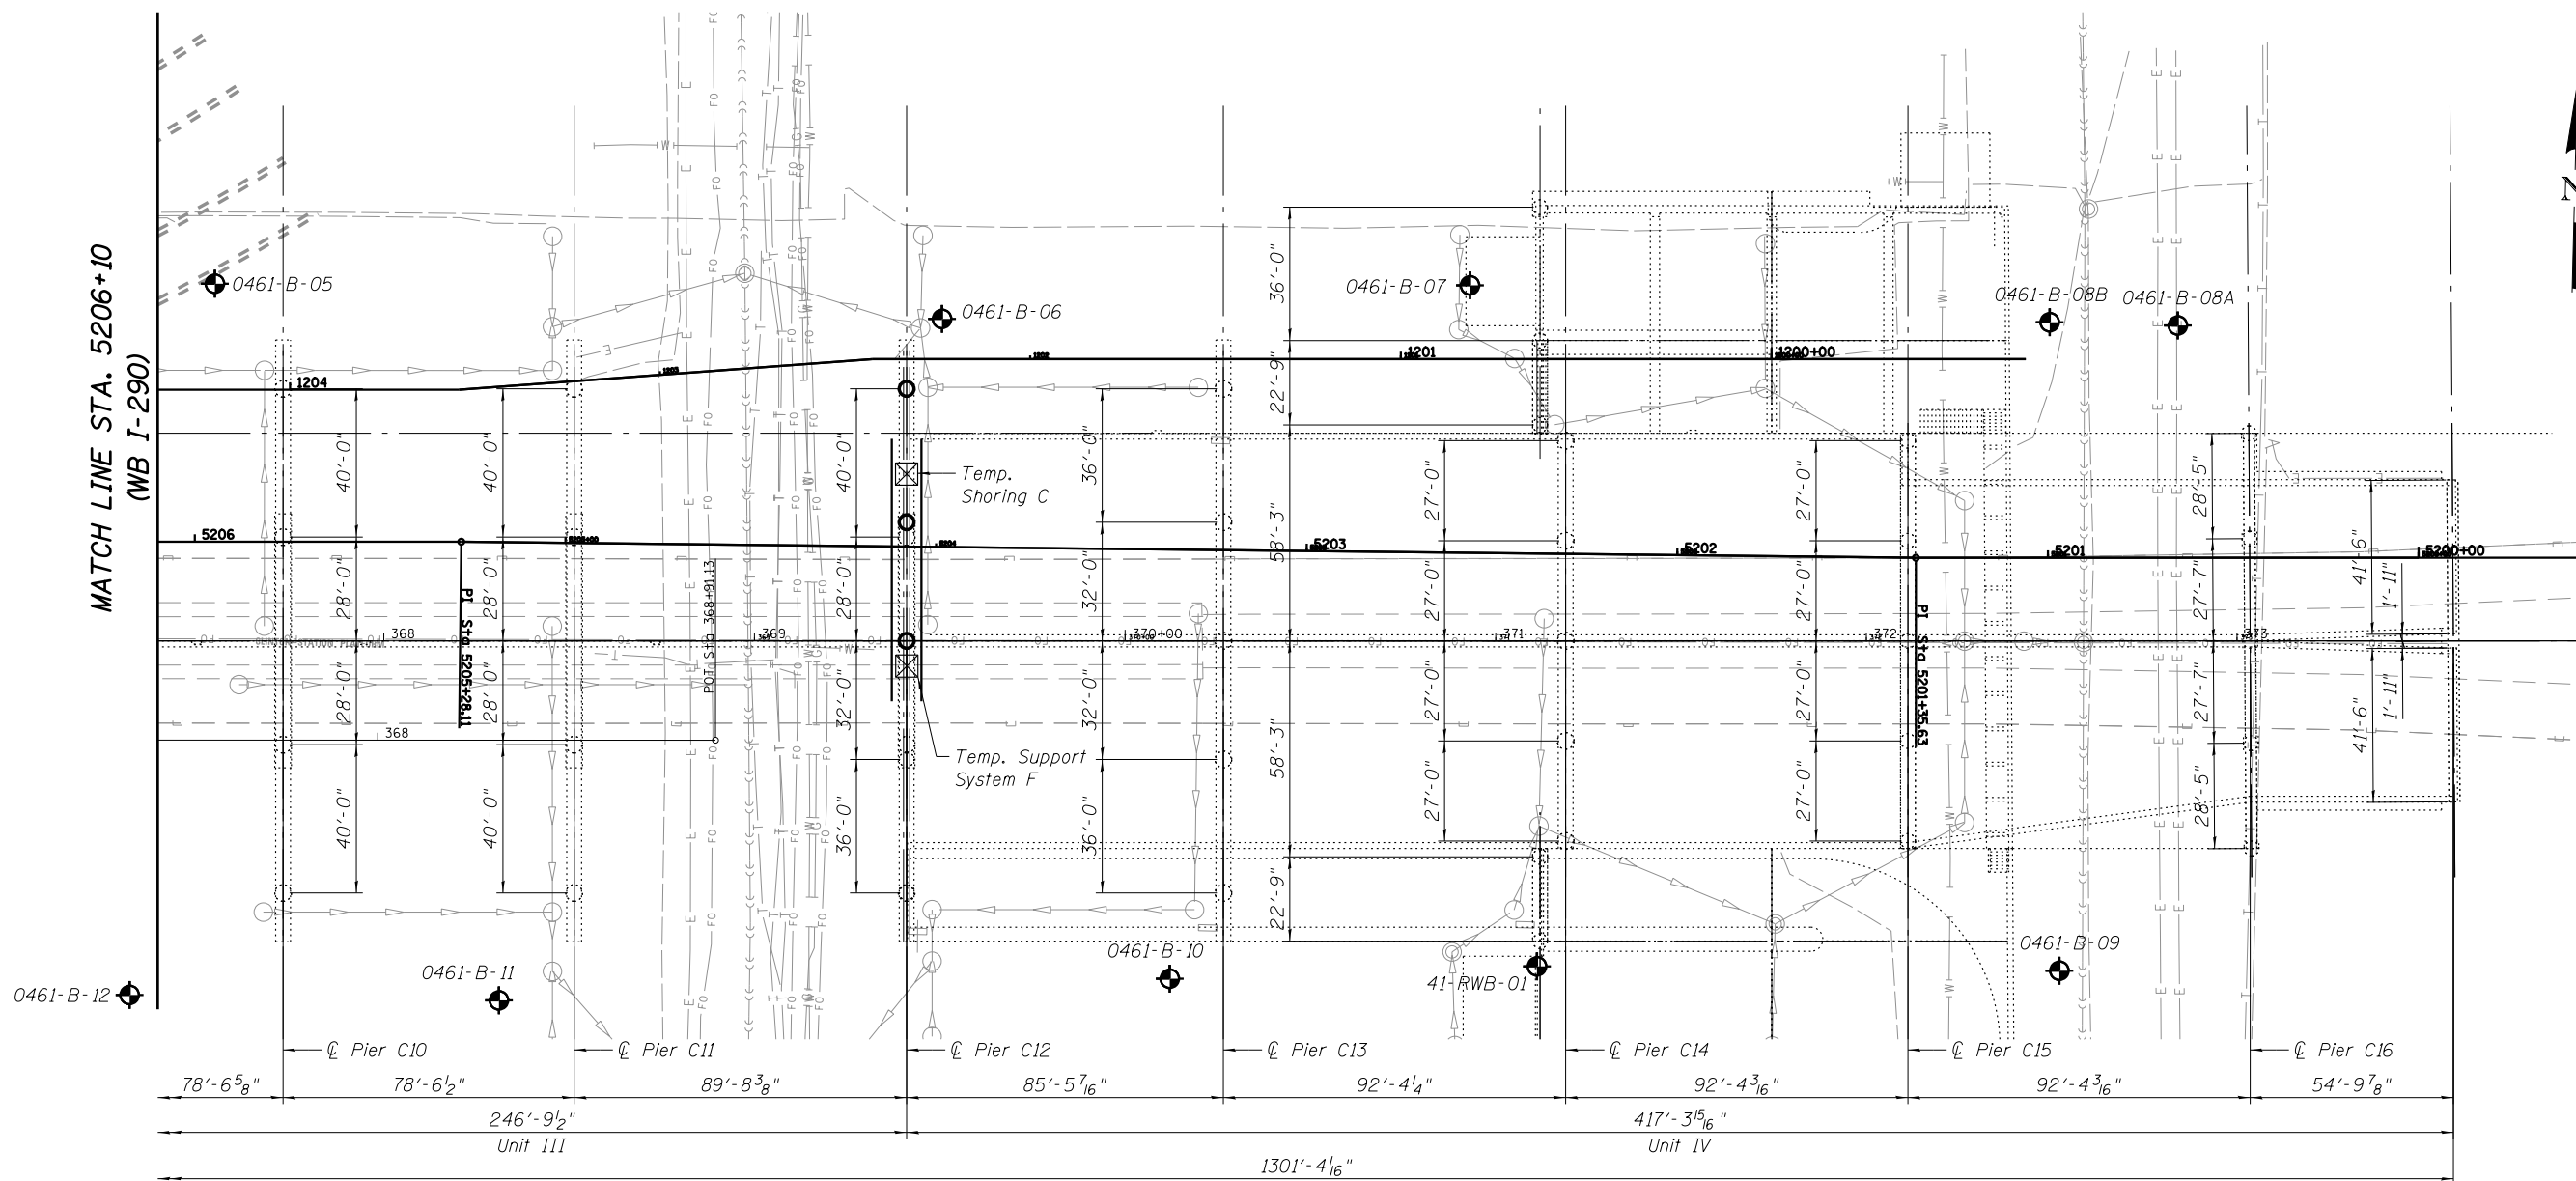 MATCH LINE STA. 5206+10
(WB I-290)
N
0461-B-05
0461-B-06
0461-B-07
0461-B-08B
0461-B-08A
1204
1203
1202
1201
1200+00
36'-0"
22'-9"
58'-3"
58'-3"
22'-9"
40'-0"
40'-0"
40'-0"
36'-0"
27'-0"
27'-0"
28'-5"
Temp.
Shoring C
5206
5204
5203
5202
5201
5200+00
41'-6"
1'-11"
28'-0"
28'-0"
28'-0"
32'-0"
27'-0"
27'-0"
27'-7"
PI Sta 5205+28.11
POT Sta 368+91.13
PI Sta 5201+35.63
368
369
370+00
371
372
373
28'-0"
28'-0"
32'-0"
32'-0"
27'-0"
27'-0"
27'-7"
1'-11"
41'-6"
368
Temp. Support
System F
40'-0"
40'-0"
36'-0"
36'-0"
27'-0"
27'-0"
28'-5"
0461-B-12
0461-B-11
0461-B-10
41-RWB-01
0461-B-09
℄ Pier C10
℄ Pier C11
℄ Pier C12
℄ Pier C13
℄ Pier C14
℄ Pier C15
℄ Pier C16
78'-6⅝"
78'-6½"
89'-8⅜"
85'-5 7/16"
92'-4¼"
92'-4 3/16"
92'-4 3/16"
54'-9⅞"
246'-9½"
417'-3 15/16"
Unit III
Unit IV
1301'-4 1/16"